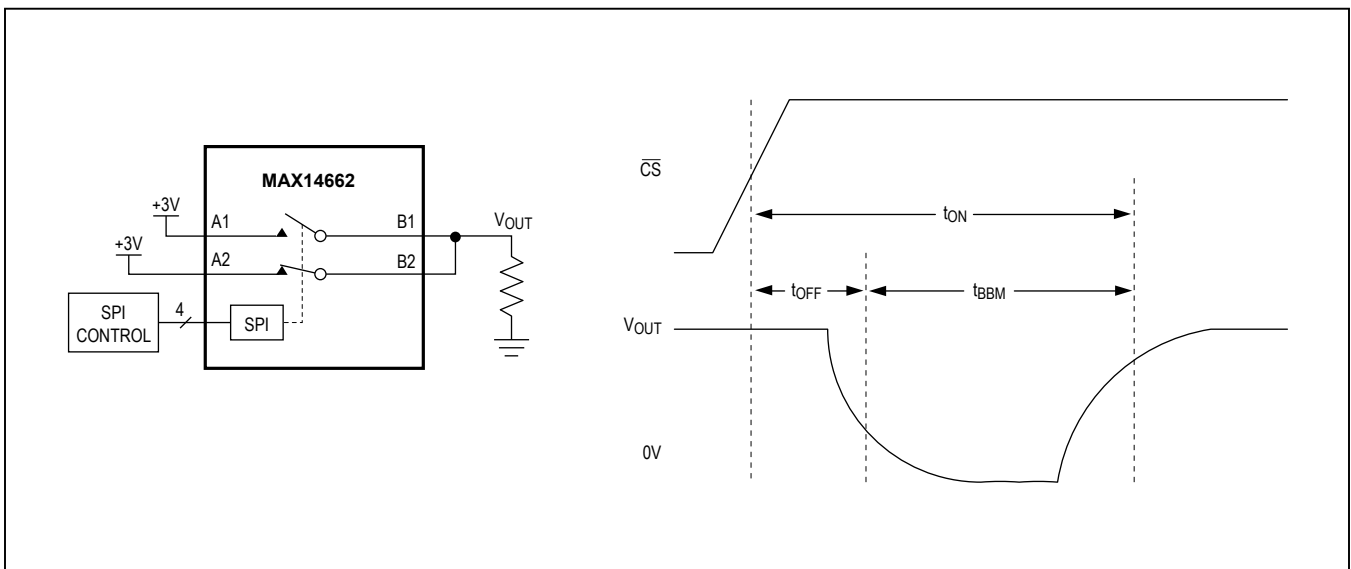 MAX14662
+3V
A1
B1
VOUT
+3V
A2
B2
SPI
CONTROL
4
SPI
CS
tON
tOFF
tBBM
VOUT
0V